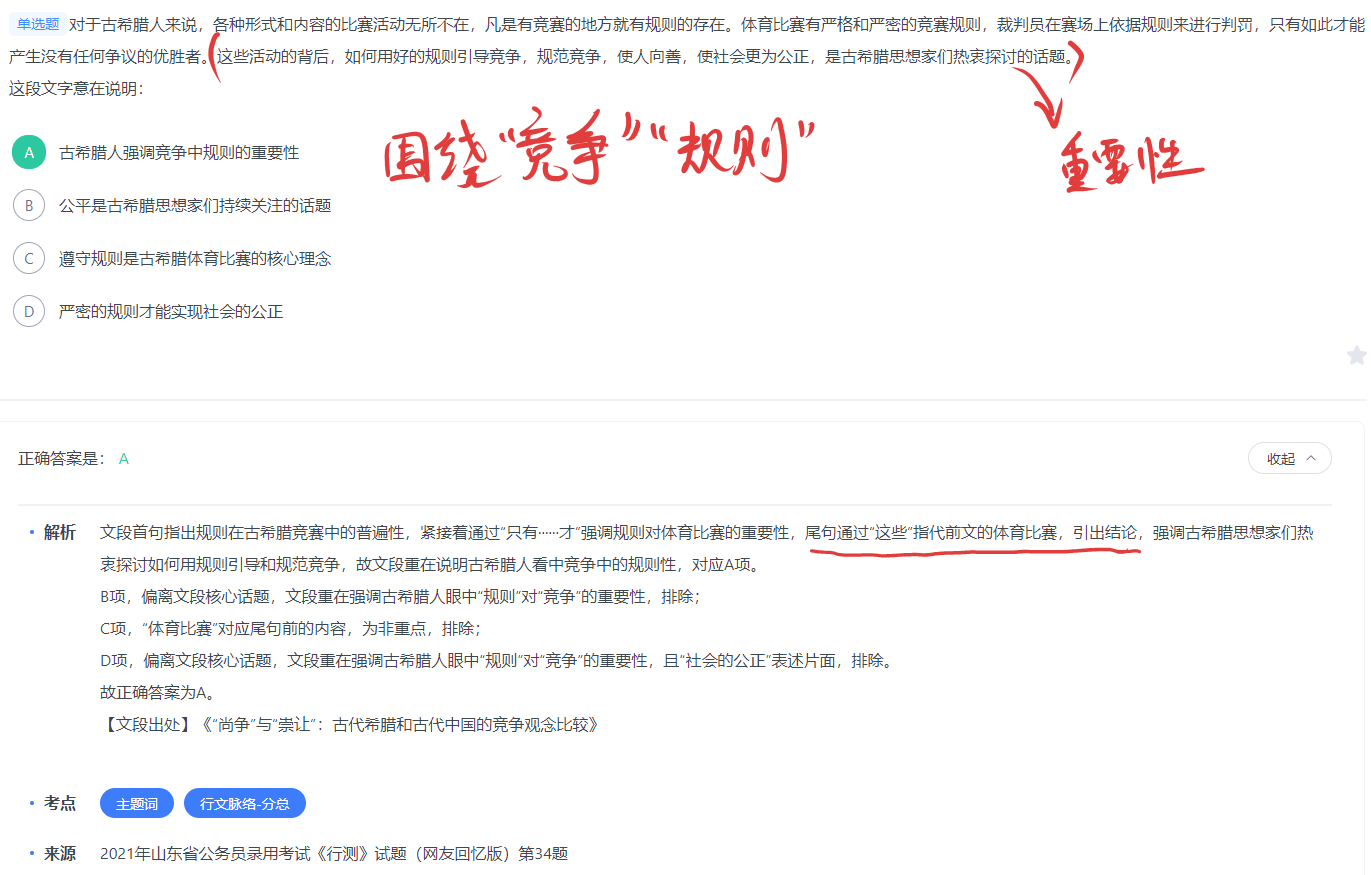 单选题 对于古希腊人来说，各种形式和内容的比赛活动无所不在，凡是有竞赛的地方就有规则的存在。体育比赛有严格和严密的竞赛规则，裁判员在赛场上依据规则来进行判罚，只有如此才能
产生没有任何争议的优胜者。这些活动的背后，如何用好的规则引导竞争，规范竞争，使人向善，使社会更为公正，是古希腊思想家们热衷探讨的话题。
这段文字意在说明：
围绕“竞争”“规则”
重要性
A 古希腊人强调竞争中规则的重要性
B 公平是古希腊思想家们持续关注的话题
C 遵守规则是古希腊体育比赛的核心理念
D 严密的规则才能实现社会的公正
正确答案是： A
收起
解析 文段首句指出规则在古希腊竞赛中的普遍性，紧接着通过“只有……才”强调规则对体育比赛的重要性，尾句通过“这些”指代前文的体育比赛，引出结论，强调古希腊思想家们热
衷探讨如何用规则引导和规范竞争，故文段重在说明古希腊人看中竞争中的规则性，对应A项。
B项，偏离文段核心话题，文段重在强调古希腊人眼中“规则”对“竞争”的重要性，排除；
C项，“体育比赛”对应尾句前的内容，为非重点，排除；
D项，偏离文段核心话题，文段重在强调古希腊人眼中“规则”对“竞争”的重要性，且“社会的公正”表述片面，排除。
故正确答案为A。
【文段出处】《“尚争”与“崇让”：古代希腊和古代中国的竞争观念比较》
考点 主题词 行文脉络-分总
来源 2021年山东省公务员录用考试《行测》试题（网友回忆版）第34题